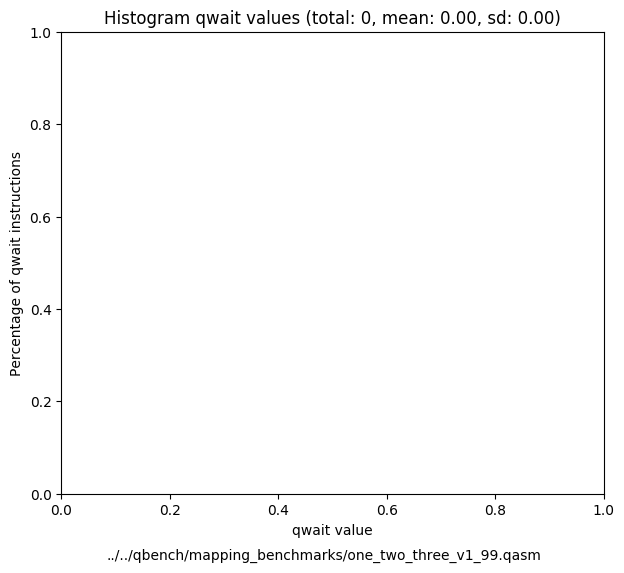 Histogram qwait values (total: 0, mean: 0.00, sd: 0.00)
1.0
0.8
0.6
0.4
0.2
0.0
Percentage of qwait instructions
0.0 0.2 0.4 0.6 0.8 1.0
qwait value
../../qbench/mapping_benchmarks/one_two_three_v1_99.qasm